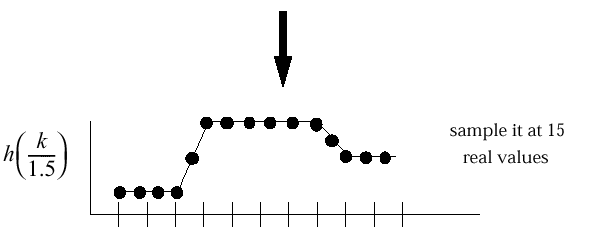 h(k/1.5)
sample it at 15
real values